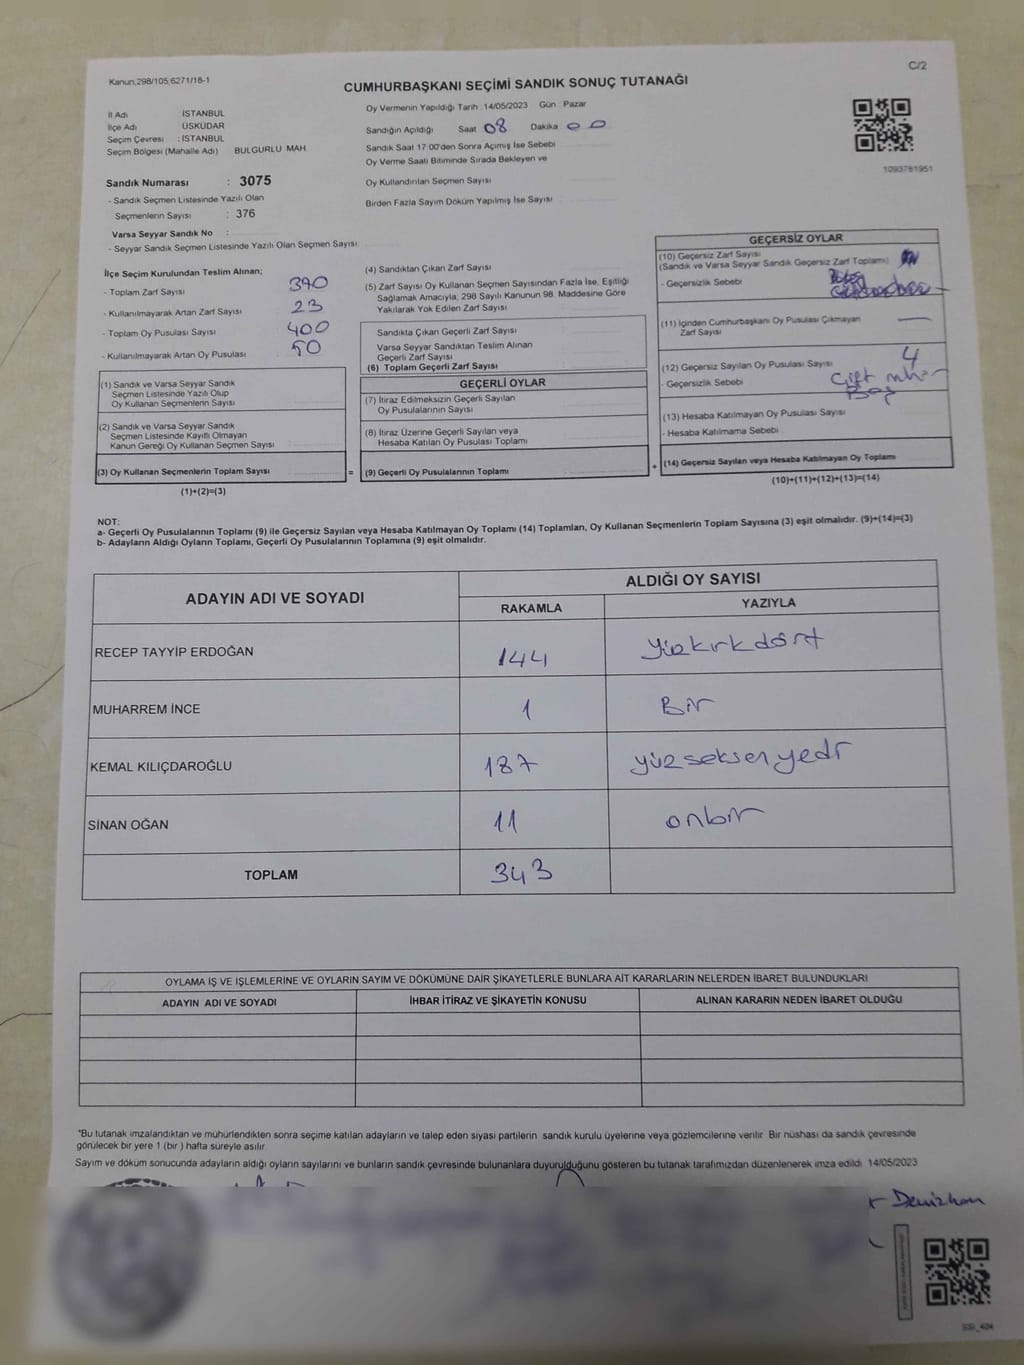 Kanun.298/105;6271/18-1
C/2
CUMHURBAŞKANI SEÇİMİ SANDIK SONUÇ TUTANAĞI
İl Adı İSTANBUL
İlçe Adı ÜSKÜDAR
Seçim Çevresi : İSTANBUL
Seçim Bölgesi (Mahalle Adı) BULGURLU MAH.
Sandık Numarası : 3075
- Sandık Seçmen Listesinde Yazılı Olan
Seçmenlerin Sayısı : 376
Varsa Seyyar Sandık No :
- Seyyar Sandık Seçmen Listesinde Yazılı Olan Seçmen Sayısı:
Oy Vermenin Yapıldığı Tarih :14/05/2023 Gün : Pazar
Sandığın Açıldığı Saat 08 Dakika 00
Sandık Saat 17:00'den Sonra Açımış İse Sebebi
Oy Verme Saati Bitiminde Sırada Bekleyen ve
Oy Kullandırılan Seçmen Sayısı
Birden Fazla Sayım Döküm Yapılmış İse Sayısı
1093781951
İlçe Seçim Kurulundan Teslim Alınan;
- Toplam Zarf Sayısı 390
- Kullanılmayarak Artan Zarf Sayısı 23
- Toplam Oy Pusulası Sayısı 400
- Kullanılmayarak Artan Oy Pusulası 50
(1) Sandık ve Varsa Seyyar Sandık
Seçmen Listesinde Yazılı Olup
Oy Kullanan Seçmenlerin Sayısı
(2) Sandık ve Varsa Seyyar Sandık
Seçmen Listesinde Kayıtlı Olmayan
Kanun Gereği Oy Kullanan Seçmen Sayısı
(3) Oy Kullanan Seçmenlerin Toplam Sayısı =
(1)+(2)=(3)
(4) Sandıktan Çıkan Zarf Sayısı
(5) Zarf Sayısı Oy Kullanan Seçmen Sayısından Fazla İse, Eşitliği
Sağlamak Amacıyla; 298 Sayılı Kanunun 98. Maddesine Göre
Yakılarak Yok Edilen Zarf Sayısı
Sandıkta Çıkan Geçerli Zarf Sayısı
Varsa Seyyar Sandıktan Teslim Alınan
Geçerli Zarf Sayısı
(6) Toplam Geçerli Zarf Sayısı
GEÇERLİ OYLAR
(7) İtiraz Edilmeksizin Geçerli Sayılan
Oy Pusulalarının Sayısı
(8) İtiraz Üzerine Geçerli Sayılan veya
Hesaba Katılan Oy Pusulası Toplamı
(9) Geçerli Oy Pusulalarının Toplamı +
GEÇERSİZ OYLAR
(10) Geçersiz Zarf Sayısı
(Sandık ve Varsa Seyyar Sandık Geçersiz Zarf Toplamı)
- Geçersizlik Sebebi
(11) İçinden Cumhurbaşkanı Oy Pusulası Çıkmayan
Zarf Sayısı —
(12) Geçersiz Sayılan Oy Pusulası Sayısı 4
- Geçersizlik Sebebi Çift mühür
(13) Hesaba Katılmayan Oy Pusulası Sayısı
- Hesaba Katılmama Sebebi
(14) Geçersiz Sayılan veya Hesaba Katılmayan Oy Toplamı
(10)+(11)+(12)+(13)=(14)
NOT:
a- Geçerli Oy Pusulalarının Toplamı (9) ile Geçersiz Sayılan veya Hesaba Katılmayan Oy Toplamı (14) Toplamları, Oy Kullanan Seçmenlerin Toplam Sayısına (3) eşit olmalıdır. (9)+(14)=(3)
b- Adayların Aldığı Oyların Toplamı, Geçerli Oy Pusulalarının Toplamına (9) eşit olmalıdır.
ADAYIN ADI VE SOYADI
ALDIĞI OY SAYISI
RAKAMLA YAZIYLA
RECEP TAYYİP ERDOĞAN 144 yüzkırkdört
MUHARREM İNCE 1 Bir
KEMAL KILIÇDAROĞLU 187 yüzseksenyedi
SİNAN OĞAN 11 onbir
TOPLAM 343
OYLAMA İŞ VE İŞLEMLERİNE VE OYLARIN SAYIM VE DÖKÜMÜNE DAİR ŞİKAYETLERLE BUNLARA AİT KARARLARIN NELERDEN İBARET BULUNDUKLARI
ADAYIN ADI VE SOYADI İHBAR İTİRAZ VE ŞİKAYETİN KONUSU ALINAN KARARIN NEDEN İBARET OLDUĞU
*Bu tutanak imzalandıktan ve mühürlendikten sonra seçime katılan adayların ve talep eden siyasi partilerin sandık kurulu üyelerine veya gözlemcilerine verilir. Bir nüshası da sandık çevresinde
görülecek bir yere 1 (bir ) hafta süreyle asılır.
Sayım ve döküm sonucunda adayların aldığı oyların sayılarını ve bunların sandık çevresinde bulunanlara duyurulduğunu gösteren bu tutanak tarafımızdan düzenlenerek imza edildi. 14/05/2023
Denizhan